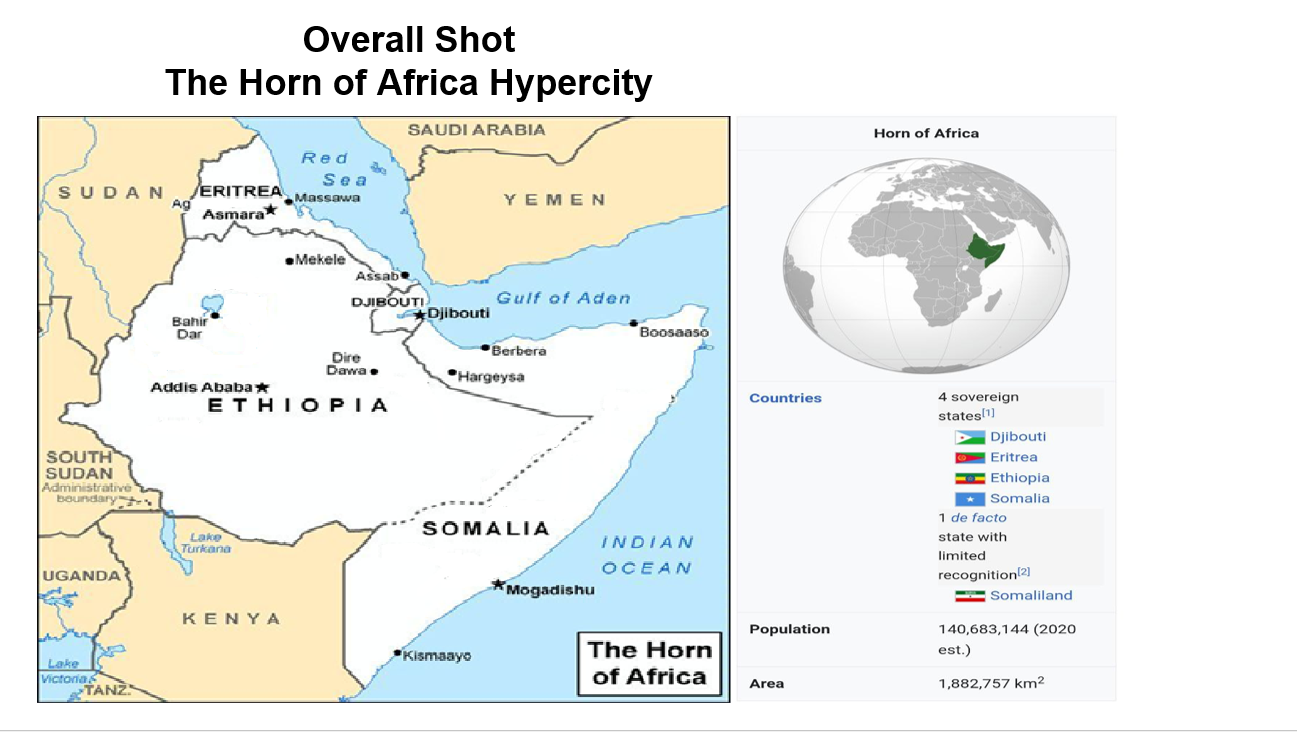 Overall Shot
The Horn of Africa Hypercity
SAUDI ARABIA
Red
Sea
SUDAN
ERITREA
Massawa
YEMEN
Ag
Asmara
Mekele
Assab
DJIBOUTI
Djibouti
Gulf of Aden
Bahir
Dar
Boosaaso
Berbera
Dire
Dawa
Hargeysa
Addis Ababa
ETHIOPIA
SOUTH
SUDAN
Administrative
boundary
SOMALIA
Lake
Turkana
INDIAN
OCEAN
UGANDA
Mogadishu
KENYA
Kismaayo
Lake
Victoria
TANZ.
The Horn
of Africa
Horn of Africa
Countries
4 sovereign
states[1]
Djibouti
Eritrea
Ethiopia
Somalia
1 de facto
state with
limited
recognition[2]
Somaliland
Population
140,683,144 (2020
est.)
Area
1,882,757 km²